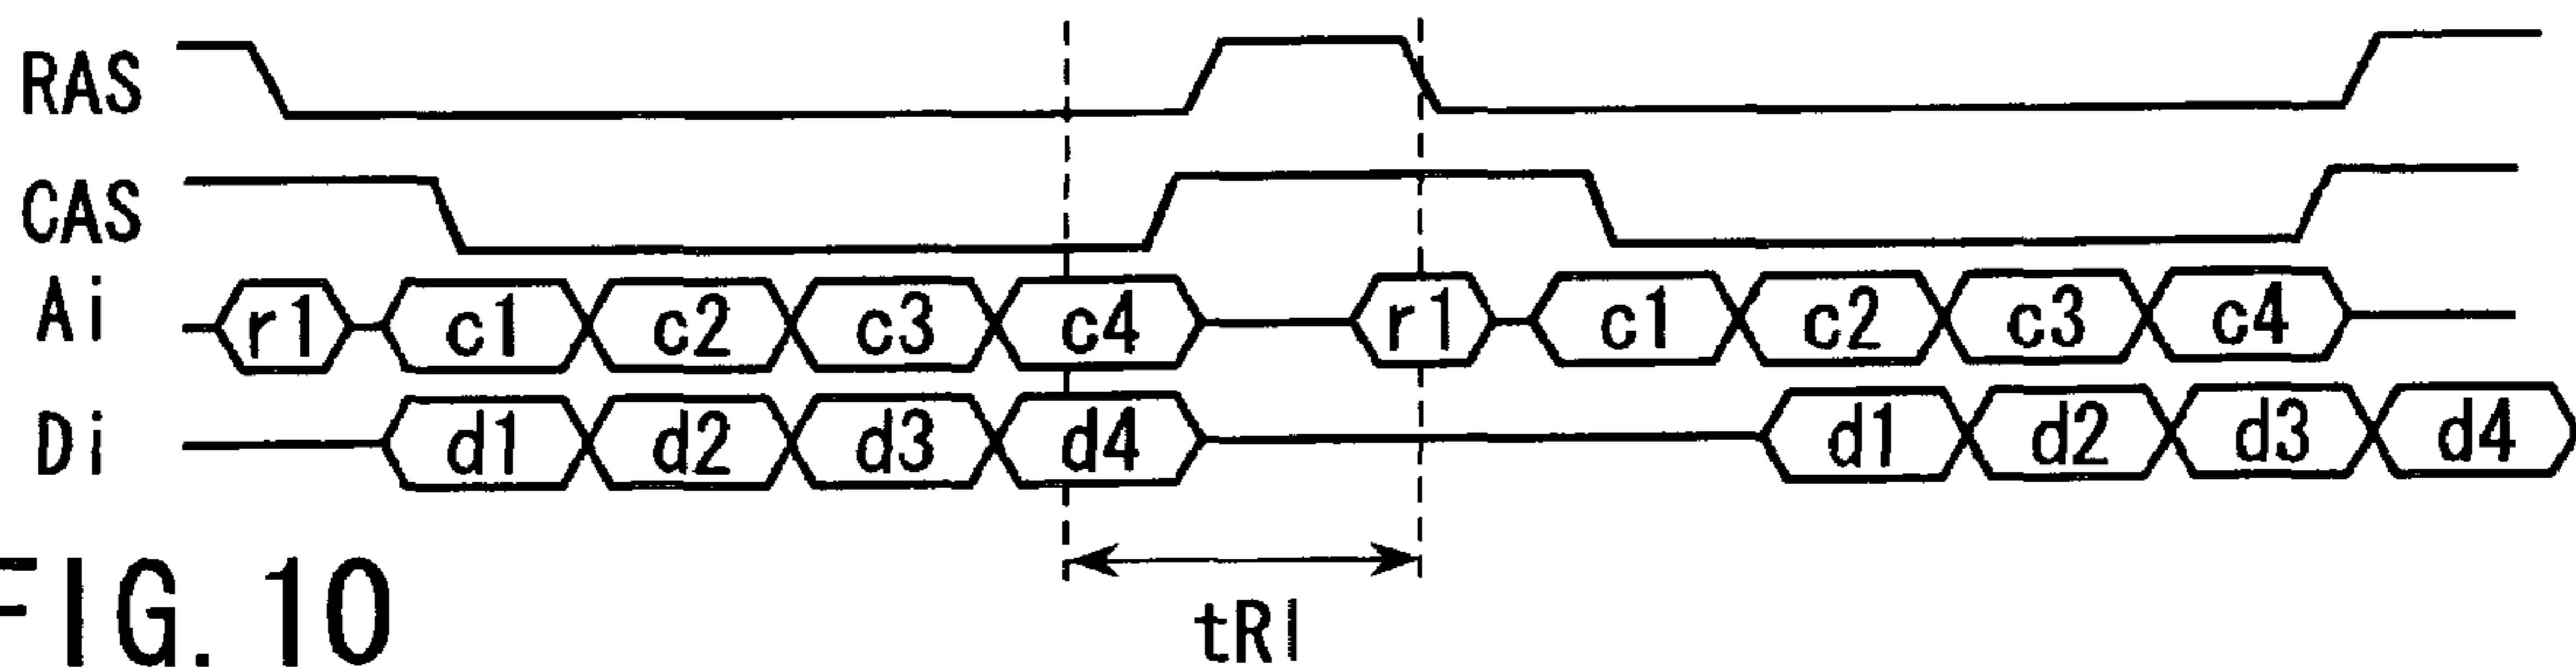 RAS
CAS
Ai r1 c1 c2 c3 c4 r1 c1 c2 c3 c4
Di d1 d2 d3 d4 d1 d2 d3 d4
tRI
FIG. 10